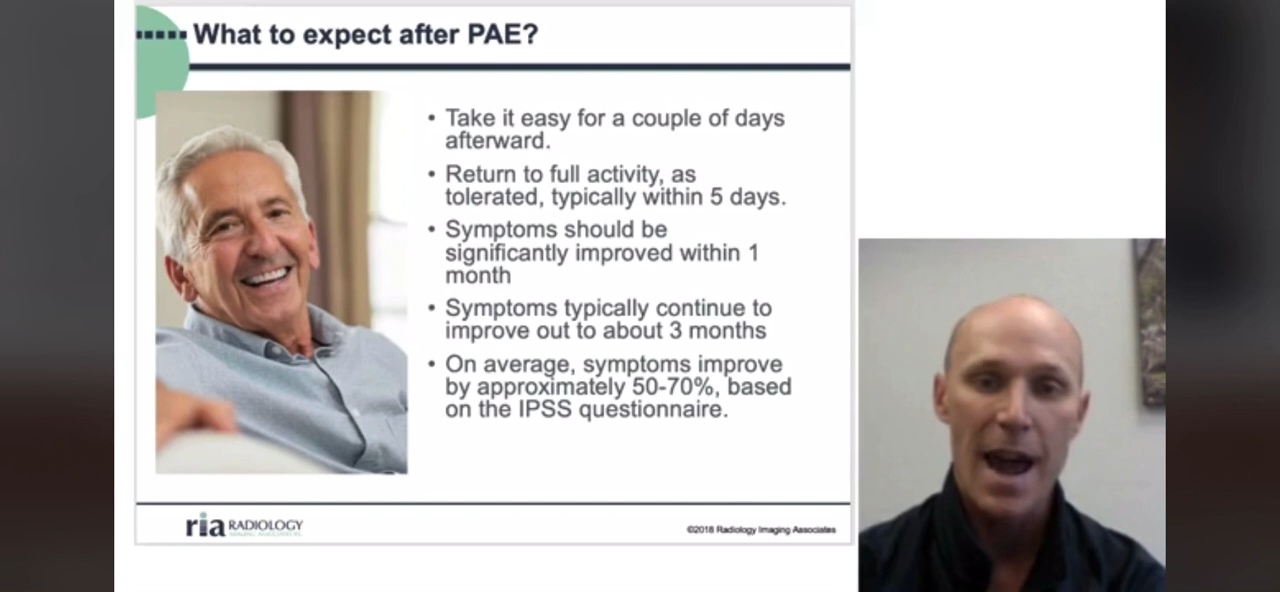 What to expect after PAE?
• Take it easy for a couple of days
afterward.
• Return to full activity, as
tolerated, typically within 5 days.
• Symptoms should be
significantly improved within 1
month
• Symptoms typically continue to
improve out to about 3 months
• On average, symptoms improve
by approximately 50-70%, based
on the IPSS questionnaire.
ria RADIOLOGY
©2018 Radiology Imaging Associates